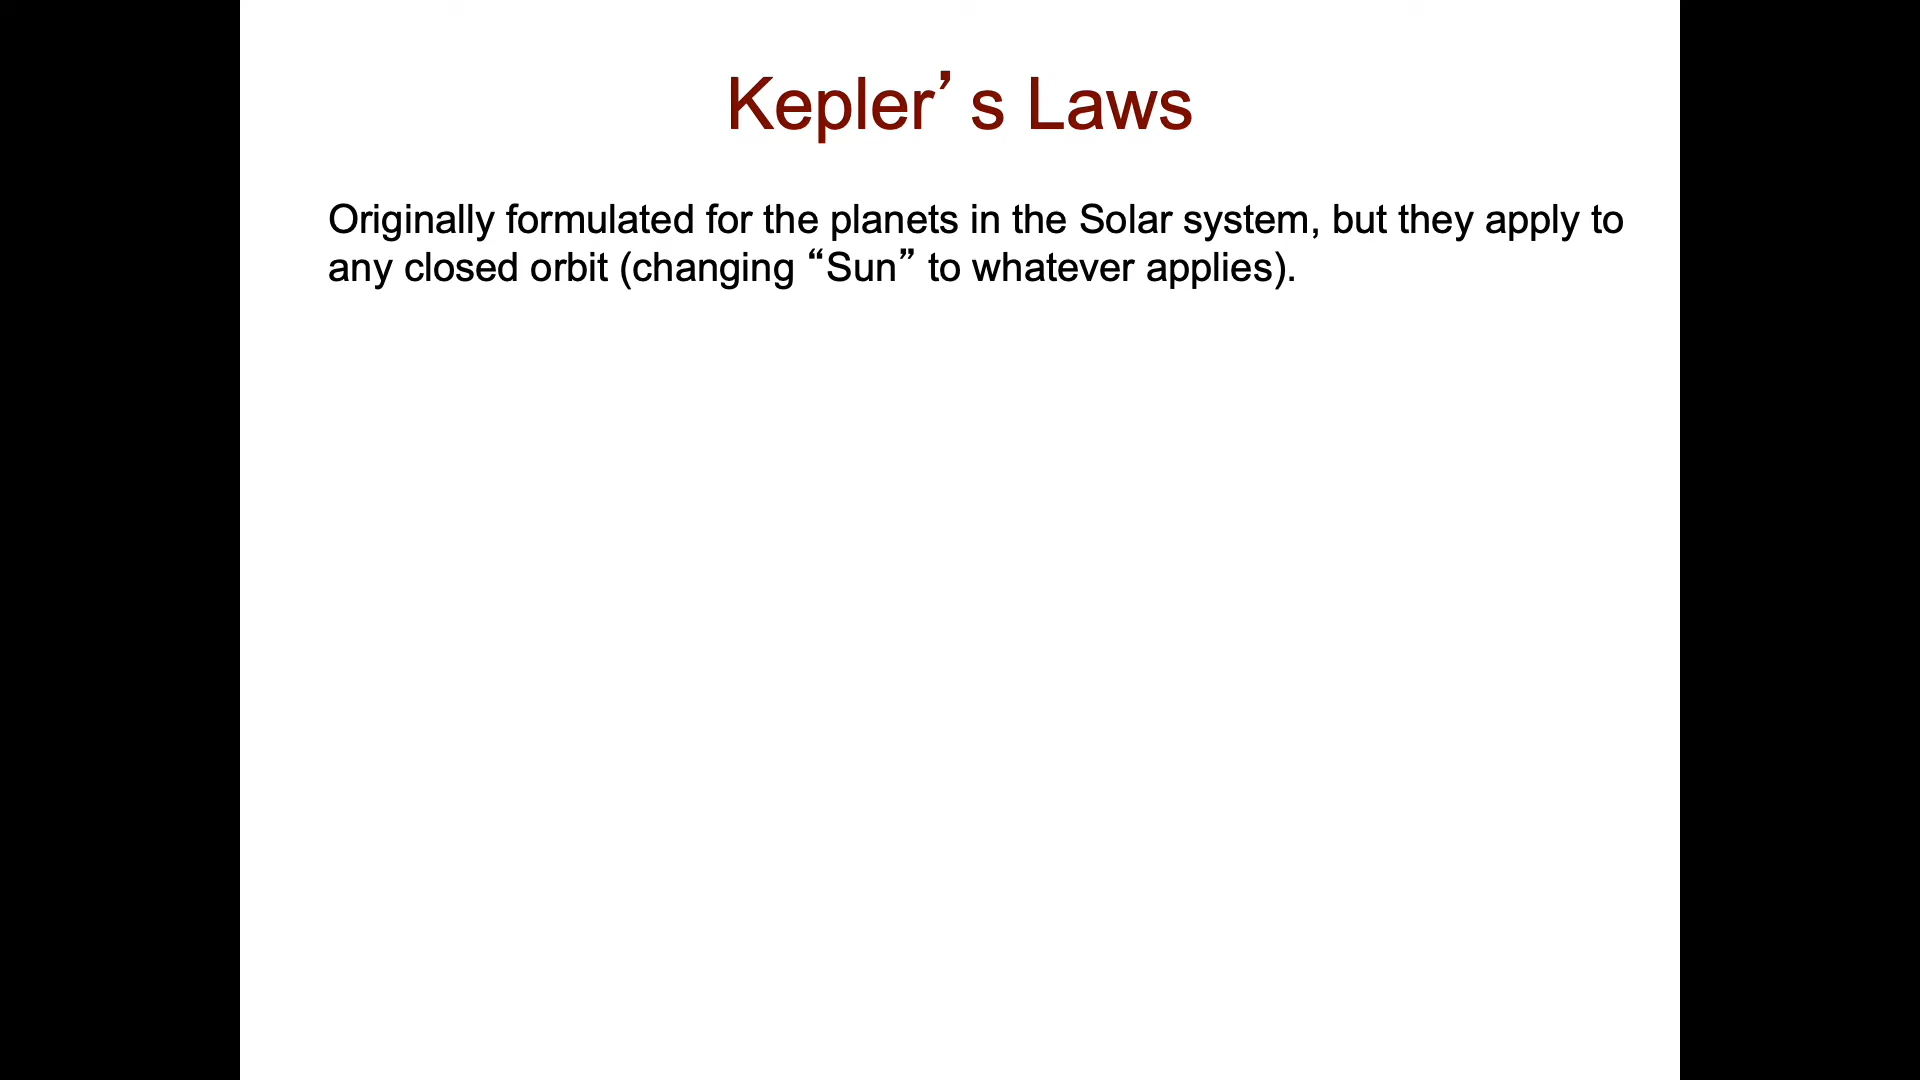 Kepler’s Laws
Originally formulated for the planets in the Solar system, but they apply to
any closed orbit (changing “Sun” to whatever applies).